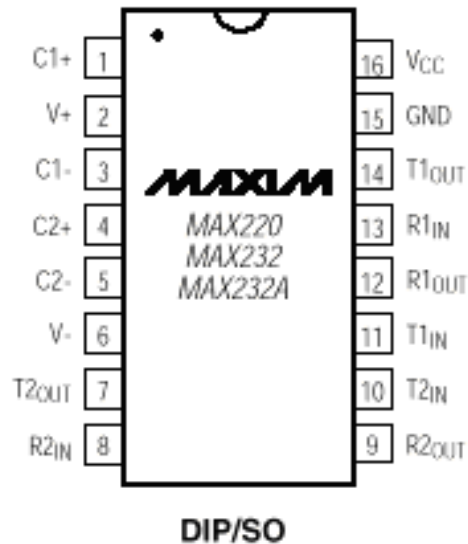 C1+ 1 16 VCC
V+ 2 15 GND
C1- 3 14 T1OUT
MAXIM
C2+ 4 MAX220 13 R1IN
MAX232
C2- 5 MAX232A 12 R1OUT
V- 6 11 T1IN
T2OUT 7 10 T2IN
R2IN 8 9 R2OUT
DIP/SO